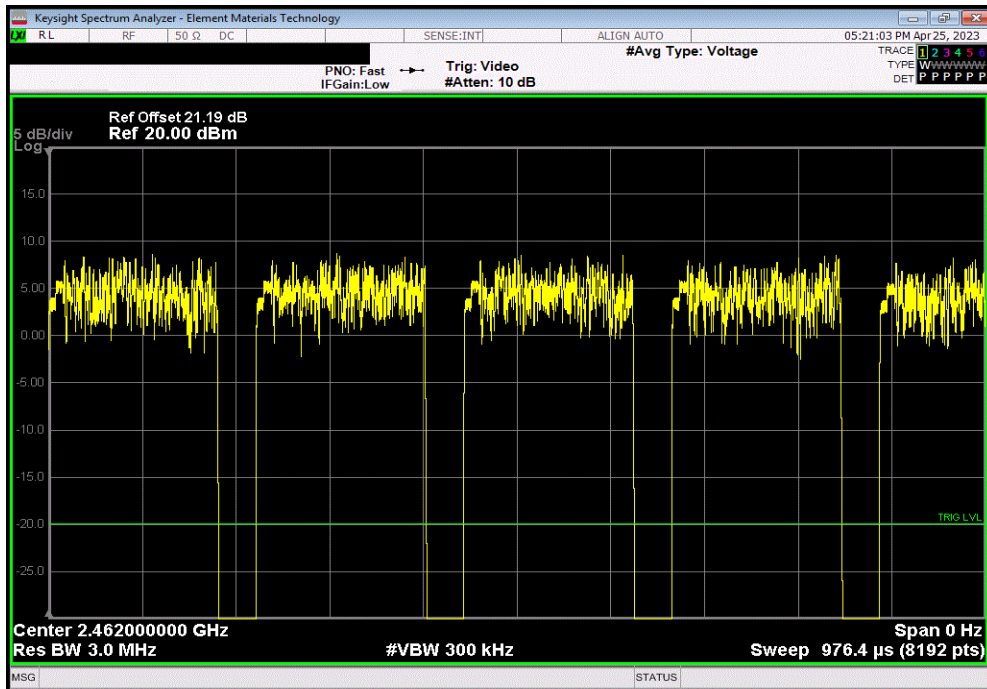 Keysight Spectrum Analyzer - Element Materials Technology
LXI RL RF 50 Ω DC SENSE:INT ALIGN AUTO 05:21:03 PM Apr 25, 2023
#Avg Type: Voltage TRACE 1 2 3 4 5 6
PNO: Fast Trig: Video TYPE WWWWWW
IFGain:Low #Atten: 10 dB DET P P P P P P
Ref Offset 21.19 dB
5 dB/div Ref 20.00 dBm
Log
15.0
10.0
5.00
0.00
-5.00
-10.0
-15.0
-20.0 TRIG LVL
-25.0
Center 2.462000000 GHz Span 0 Hz
Res BW 3.0 MHz #VBW 300 kHz Sweep 976.4 µs (8192 pts)
MSG STATUS